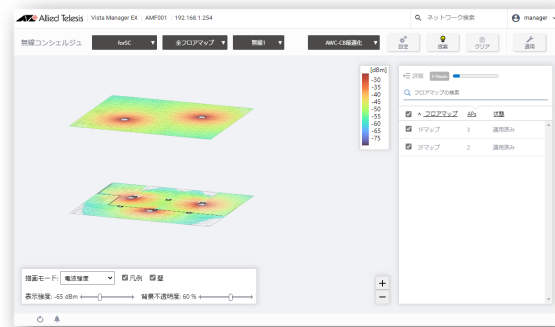 Allied Telesis Vista Manager EX AMF001 192.168.1.254 ネットワーク検索 manager
無線コンシェルジュ forSC 全フロアマップ 無線1 AWC-CB最適化 設定 提案 クリア 適用
[dBm]
-30
-35
-40
-45
-50
-55
-60
-65
-75
詳細
フロアマップの検索
フロアマップ APs 状態
1Fマップ 3 適用済み
2Fマップ 2 適用済み
描画モード: 電波強度 凡例 壁
表示強度: -65 dBm 背景不透明度: 60 %